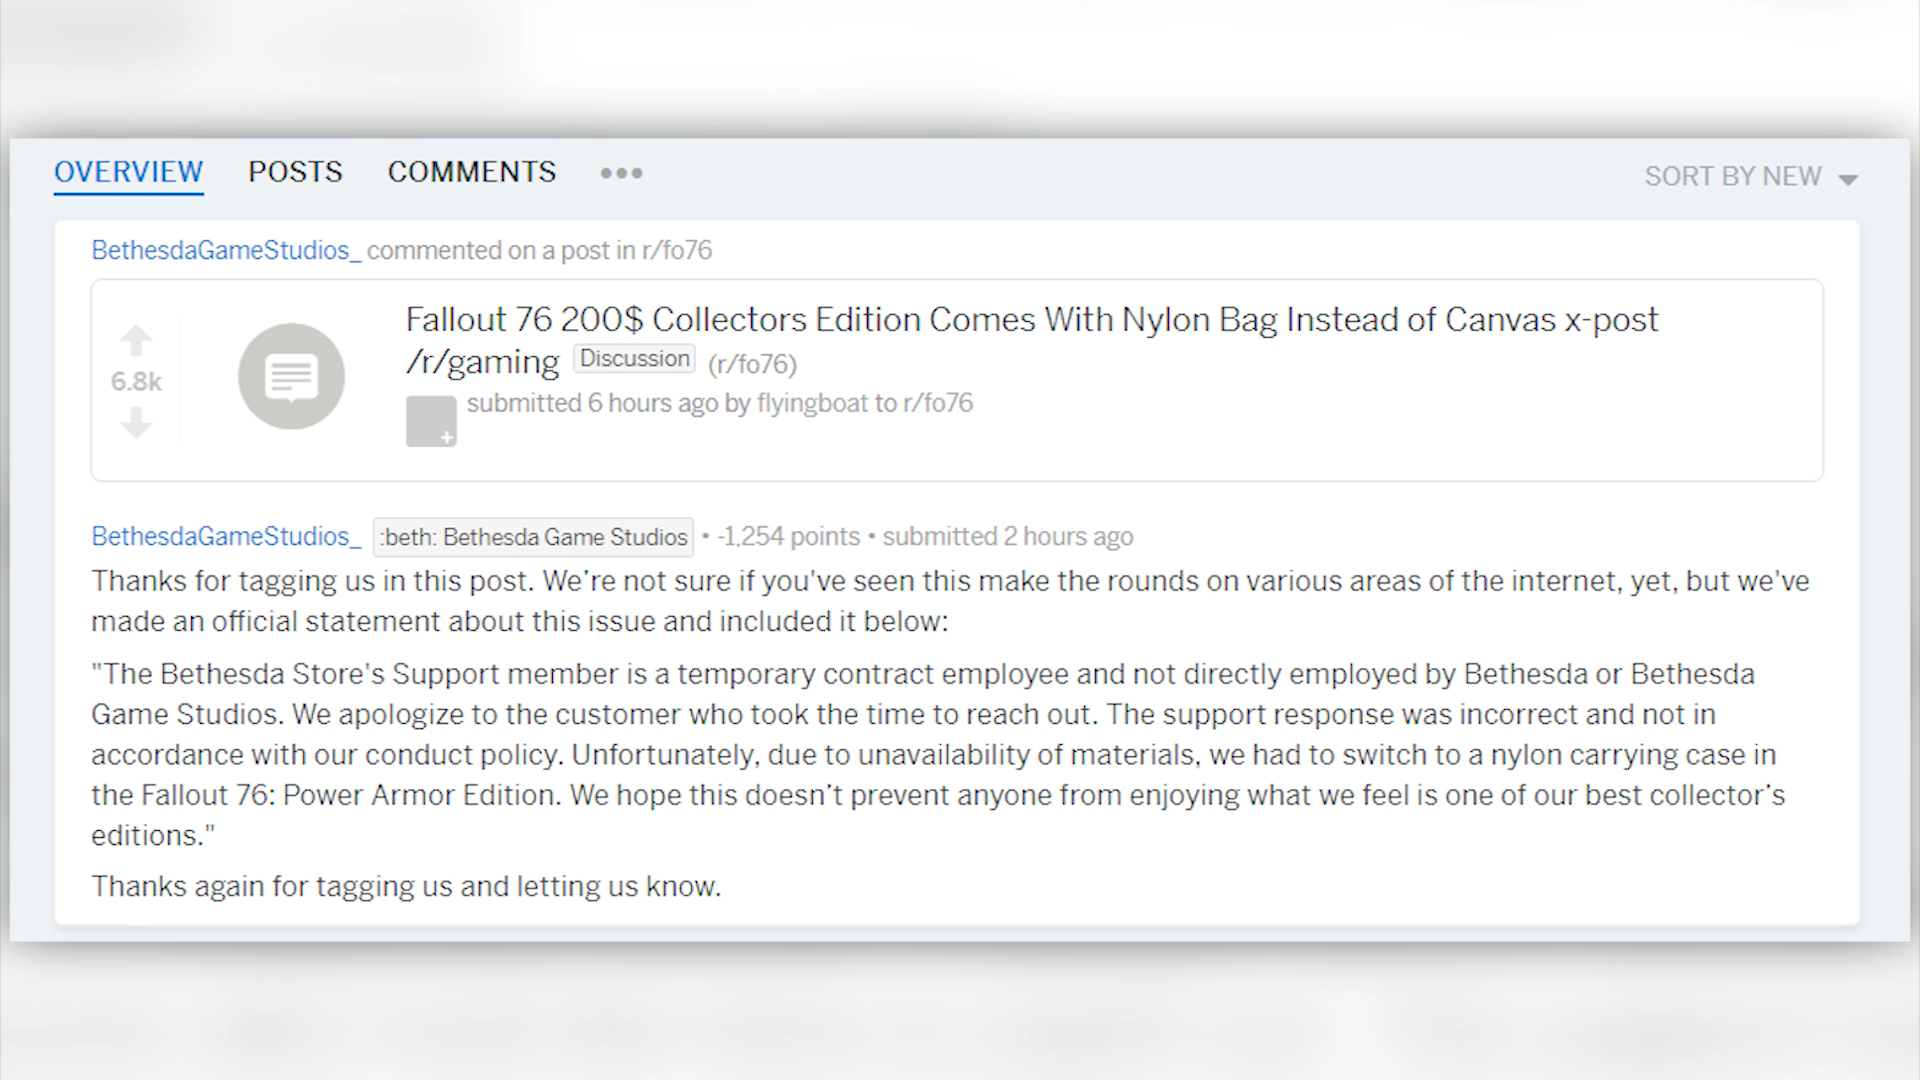 OVERVIEW POSTS COMMENTS
SORT BY NEW
BethesdaGameStudios_ commented on a post in r/fo76
6.8k
Fallout 76 200$ Collectors Edition Comes With Nylon Bag Instead of Canvas x-post
/r/gaming Discussion (r/fo76)
submitted 6 hours ago by flyingboat to r/fo76
BethesdaGameStudios_ :beth: Bethesda Game Studios • -1,254 points • submitted 2 hours ago
Thanks for tagging us in this post. We’re not sure if you've seen this make the rounds on various areas of the internet, yet, but we've
made an official statement about this issue and included it below:
"The Bethesda Store's Support member is a temporary contract employee and not directly employed by Bethesda or Bethesda
Game Studios. We apologize to the customer who took the time to reach out. The support response was incorrect and not in
accordance with our conduct policy. Unfortunately, due to unavailability of materials, we had to switch to a nylon carrying case in
the Fallout 76: Power Armor Edition. We hope this doesn’t prevent anyone from enjoying what we feel is one of our best collector’s
editions."
Thanks again for tagging us and letting us know.